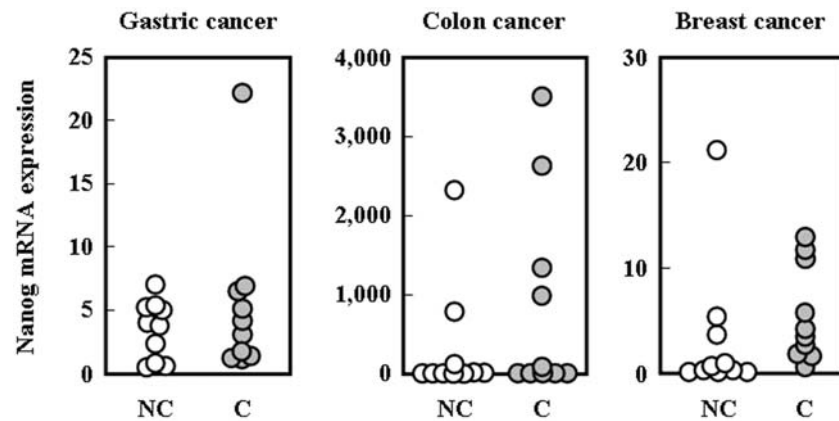 Gastric cancer
Colon cancer
Breast cancer
Nanog mRNA expression
25
20
15
10
5
0
NC
C
4,000
3,000
2,000
1,000
0
NC
C
30
20
10
0
NC
C